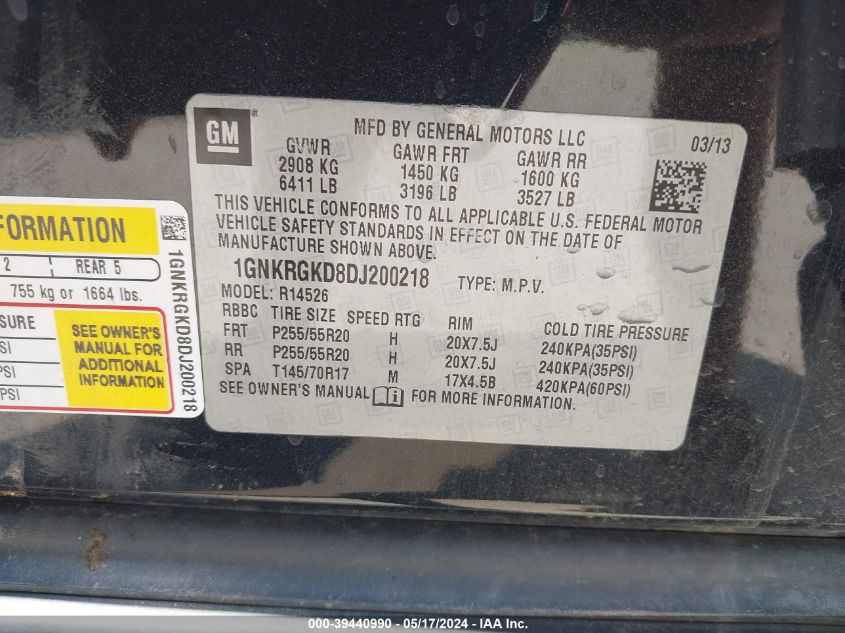 GM
MFD BY GENERAL MOTORS LLC
03/13
GVWR GAWR FRT GAWR RR
2908 KG 1450 KG 1600 KG
6411 LB 3196 LB 3527 LB
THIS VEHICLE CONFORMS TO ALL APPLICABLE U.S. FEDERAL MOTOR
VEHICLE SAFETY STANDARDS IN EFFECT ON THE DATE OF
MANUFACTURE SHOWN ABOVE.
1GNKRGKD8DJ200218 TYPE: M.P.V.
MODEL: R14526
RBBC TIRE SIZE SPEED RTG RIM COLD TIRE PRESSURE
FRT P255/55R20 H 20X7.5J 240KPA(35PSI)
RR P255/55R20 H 20X7.5J 240KPA(35PSI)
SPA T145/70R17 M 17X4.5B 420KPA(60PSI)
SEE OWNER'S MANUAL FOR MORE INFORMATION.
FORMATION
2 REAR 5
755 kg or 1664 lbs.
SURE
SI
PSI
PSI
SEE OWNER'S
MANUAL FOR
ADDITIONAL
INFORMATION
1GNKRGKD8DJ200218
000-39440990 - 05/17/2024 - IAA Inc.